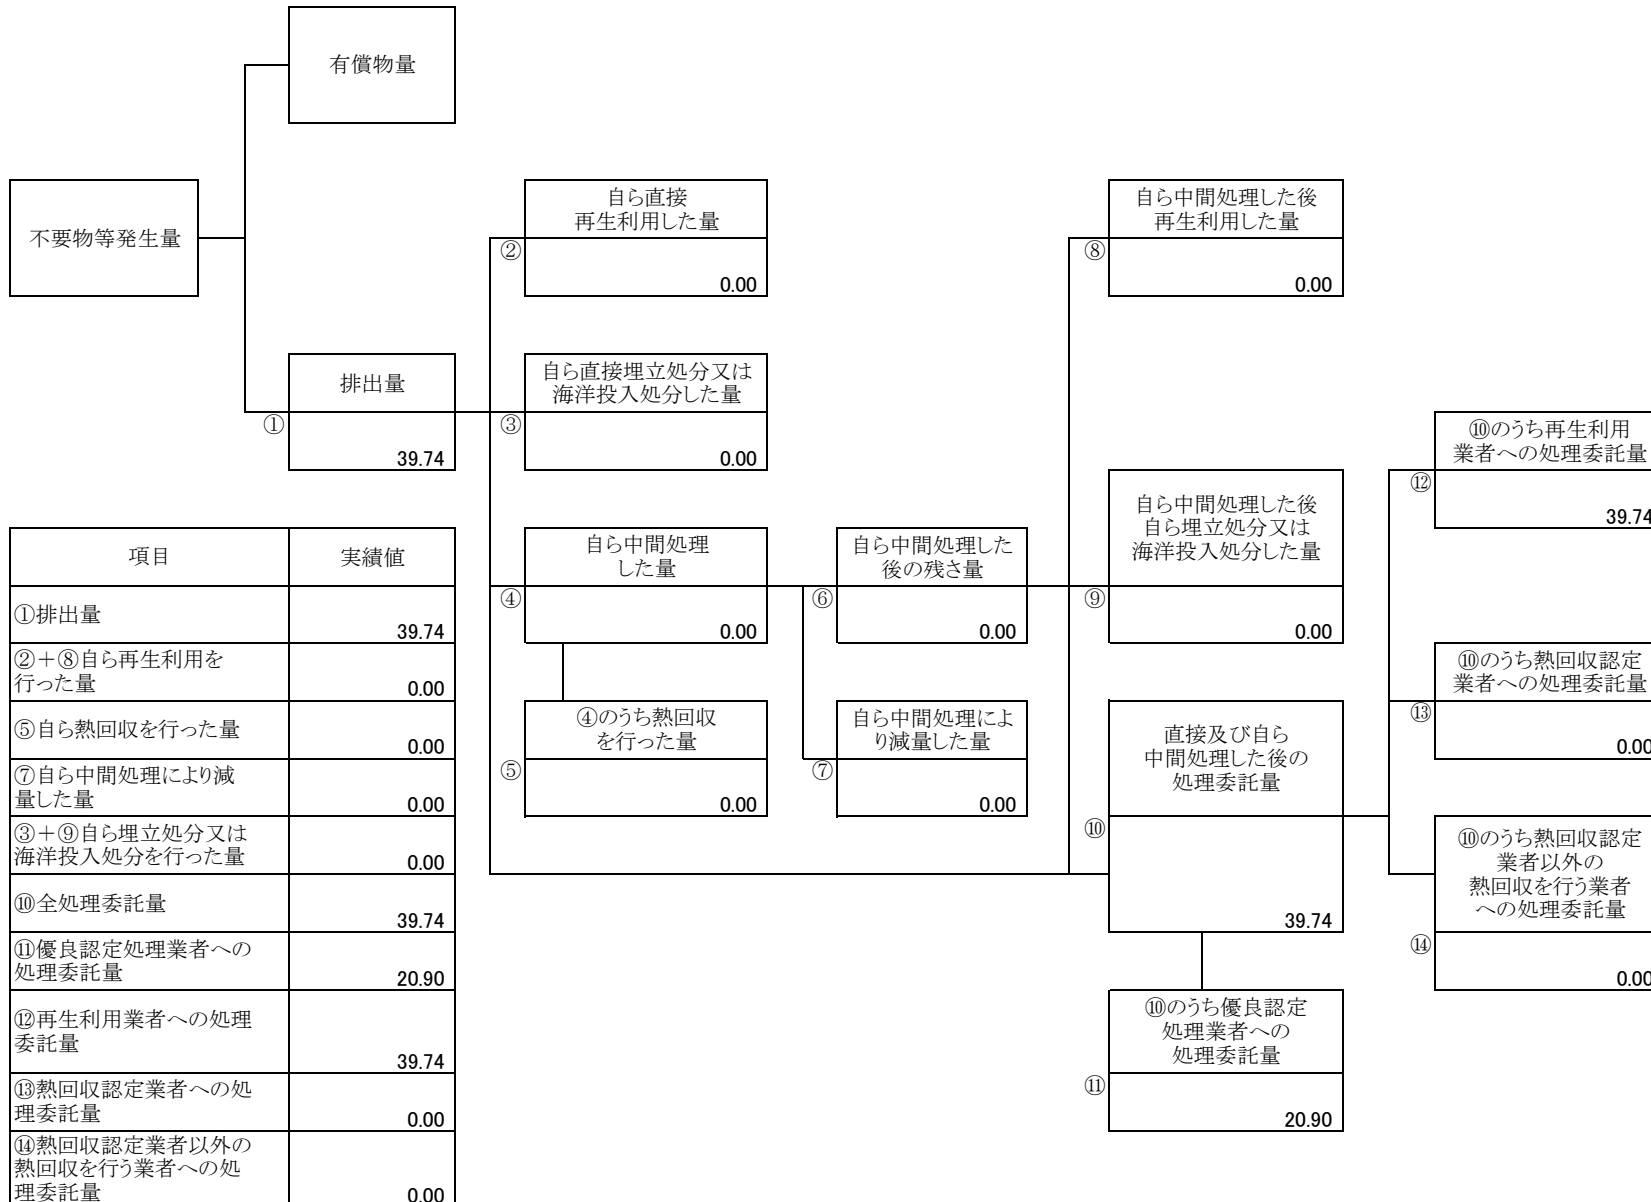 有償物量
不要物等発生量
自ら直接
再生利用した量
②
0.00
自ら中間処理した後
再生利用した量
⑧
0.00
排出量
①
39.74
自ら直接埋立処分又は
海洋投入処分した量
③
0.00
⑩のうち再生利用
業者への処理委託量
⑫
39.74
自ら中間処理
した量
④
0.00
自ら中間処理した
後の残さ量
⑥
0.00
自ら中間処理した後
自ら埋立処分又は
海洋投入処分した量
⑨
0.00
⑩のうち熱回収認定
業者への処理委託量
⑬
0.00
④のうち熱回収
を行った量
⑤
0.00
自ら中間処理によ
り減量した量
⑦
0.00
直接及び自ら
中間処理した後の
処理委託量
⑩
39.74
⑩のうち熱回収認定
業者以外の
熱回収を行う業者
への処理委託量
⑭
0.00
⑩のうち優良認定
処理業者への
処理委託量
⑪
20.90
項目 実績値
①排出量
39.74
②+⑧自ら再生利用を
行った量 0.00
⑤自ら熱回収を行った量
0.00
⑦自ら中間処理により減
量した量 0.00
③+⑨自ら埋立処分又は
海洋投入処分を行った量 0.00
⑩全処理委託量
39.74
⑪優良認定処理業者への
処理委託量 20.90
⑫再生利用業者への処理
委託量
39.74
⑬熱回収認定業者への処
理委託量 0.00
⑭熱回収認定業者以外の
熱回収を行う業者への処
理委託量 0.00